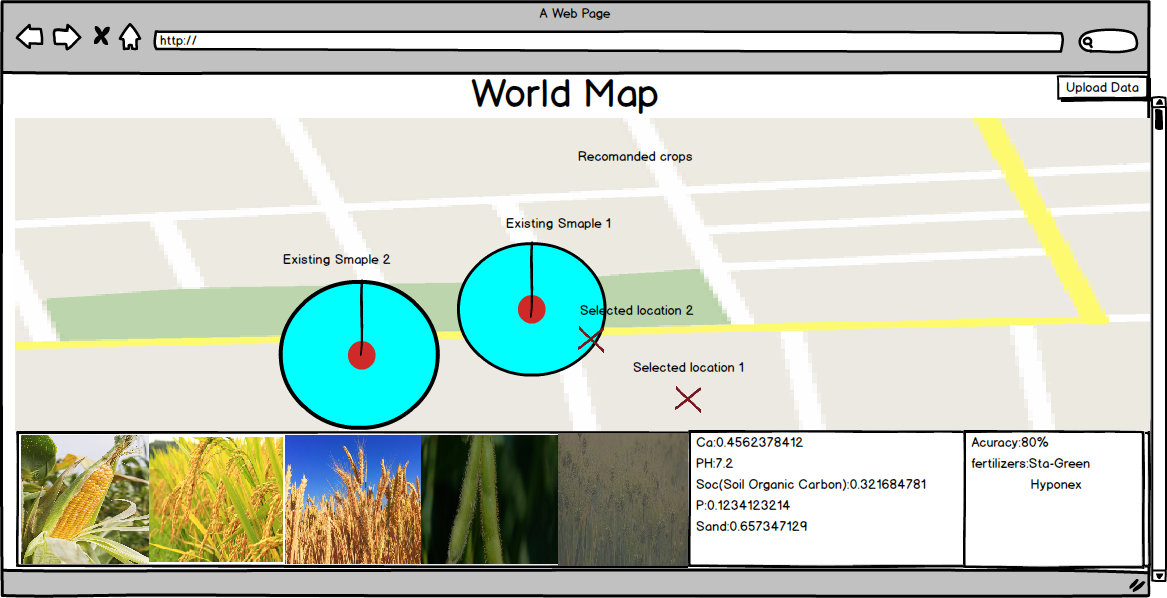 A Web Page
http://
World Map
Upload Data
Recomanded crops
Existing Smaple 1
Existing Smaple 2
Selected location 2
Selected location 1
Ca:0.4562378412
PH:7.2
Soc(Soil Organic Carbon):0.321684781
P:0.1234123214
Sand:0.657347129
Acuracy:80%
fertilizers:Sta-Green
Hyponex